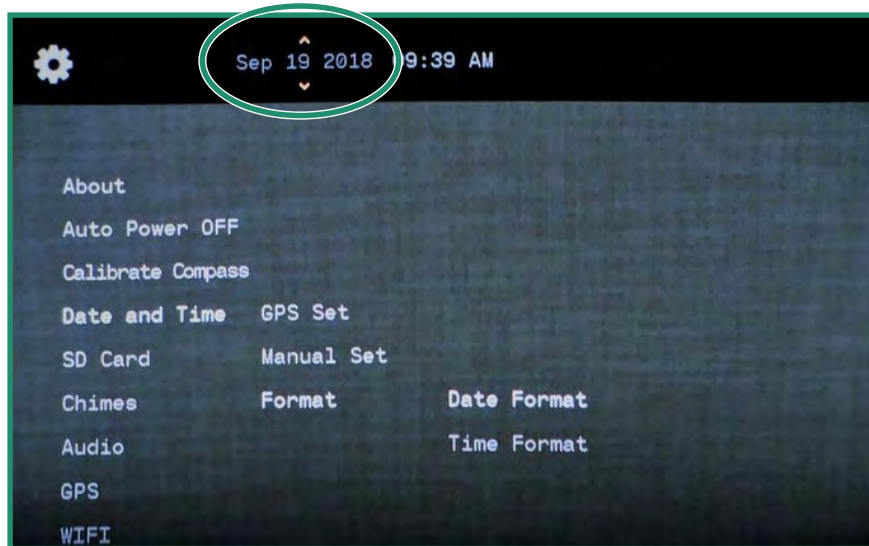 Sep 19 2018 09:39 AM
About
Auto Power OFF
Calibrate Compass
Date and Time GPS Set
SD Card Manual Set
Chimes Format Date Format
Audio Time Format
GPS
WIFI